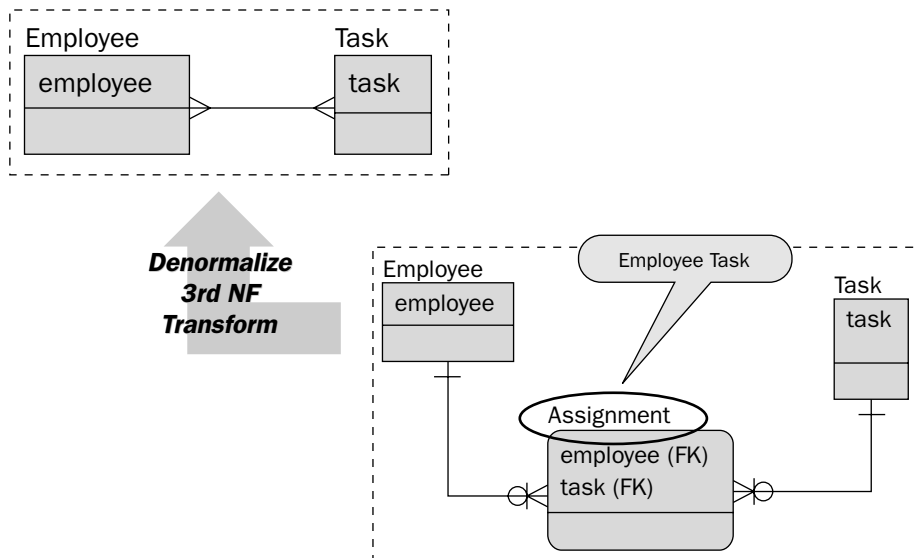 Employee
employee
Task
task
Denormalize
3rd NF
Transform
Employee Task
Employee
employee
Task
task
Assignment
employee (FK)
task (FK)